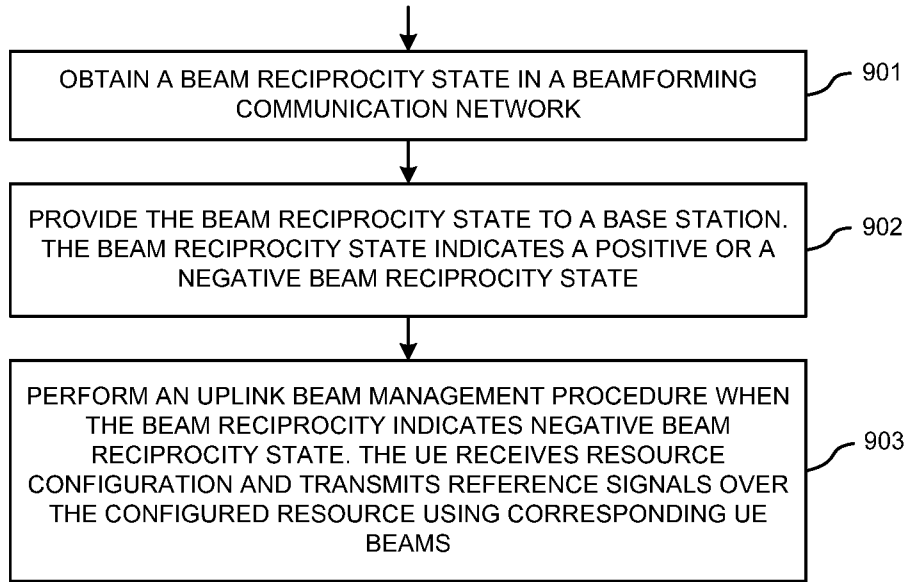 OBTAIN A BEAM RECIPROCITY STATE IN A BEAMFORMING
COMMUNICATION NETWORK
901
PROVIDE THE BEAM RECIPROCITY STATE TO A BASE STATION.
THE BEAM RECIPROCITY STATE INDICATES A POSITIVE OR A
NEGATIVE BEAM RECIPROCITY STATE
902
PERFORM AN UPLINK BEAM MANAGEMENT PROCEDURE WHEN
THE BEAM RECIPROCITY INDICATES NEGATIVE BEAM
RECIPROCITY STATE. THE UE RECEIVES RESOURCE
CONFIGURATION AND TRANSMITS REFERENCE SIGNALS OVER
THE CONFIGURED RESOURCE USING CORRESPONDING UE
BEAMS
903